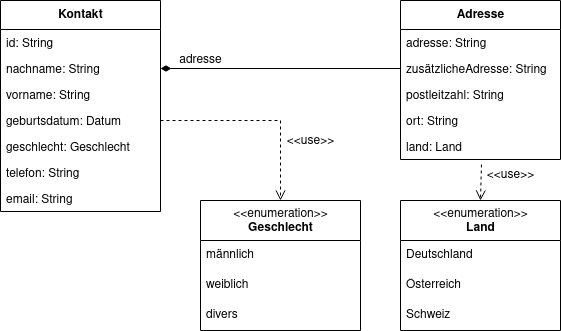 Kontakt
id: String
nachname: String
vorname: String
geburtsdatum: Datum
geschlecht: Geschlecht
telefon: String
email: String
adresse
Adresse
adresse: String
zusätzlicheAdresse: String
postleitzahl: String
ort: String
land: Land
<<use>>
<<use>>
<<enumeration>>
Geschlecht
männlich
weiblich
divers
<<enumeration>>
Land
Deutschland
Österreich
Schweiz